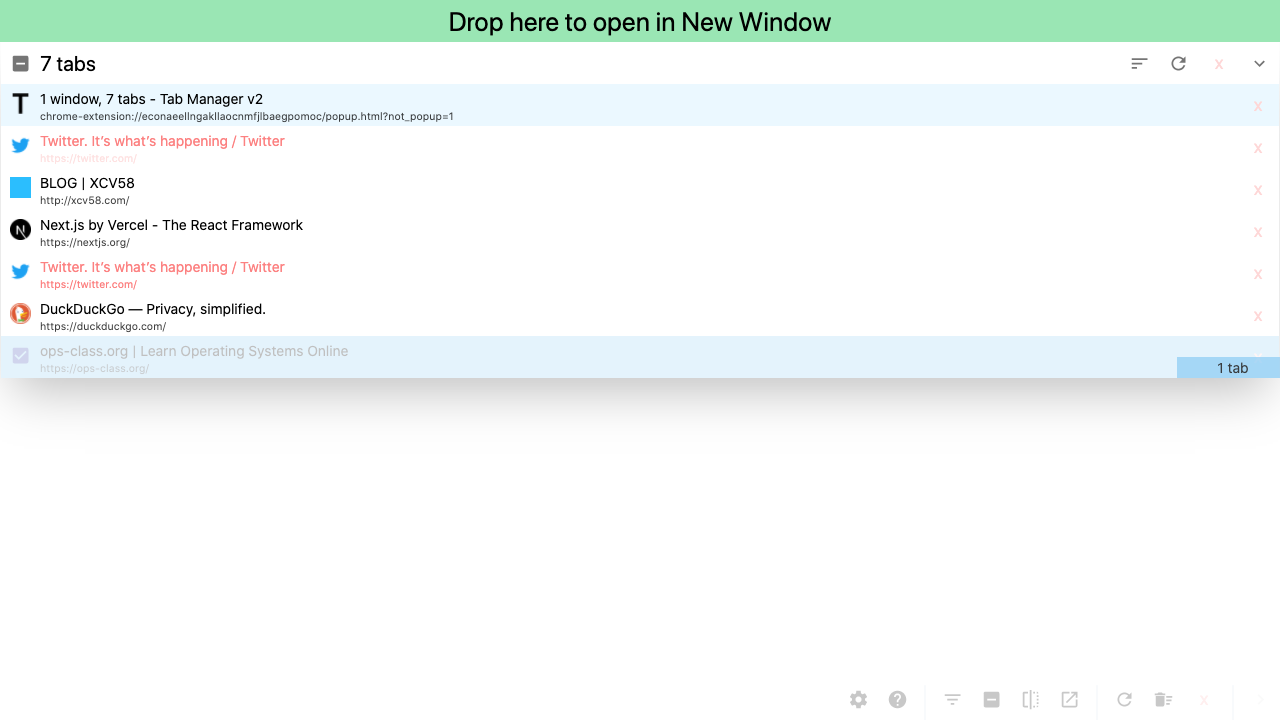 Drop here to open in New Window
7 tabs
x
1 window, 7 tabs - Tab Manager v2
chrome-extension://econaeellngakllaocnmfjlbaegpomoc/popup.html?not_popup=1
x
Twitter. It’s what’s happening / Twitter
https://twitter.com/
x
BLOG | XCV58
http://xcv58.com/
x
Next.js by Vercel - The React Framework
https://nextjs.org/
x
Twitter. It’s what’s happening / Twitter
https://twitter.com/
x
DuckDuckGo — Privacy, simplified.
https://duckduckgo.com/
x
ops-class.org | Learn Operating Systems Online
https://ops-class.org/
1 tab
x